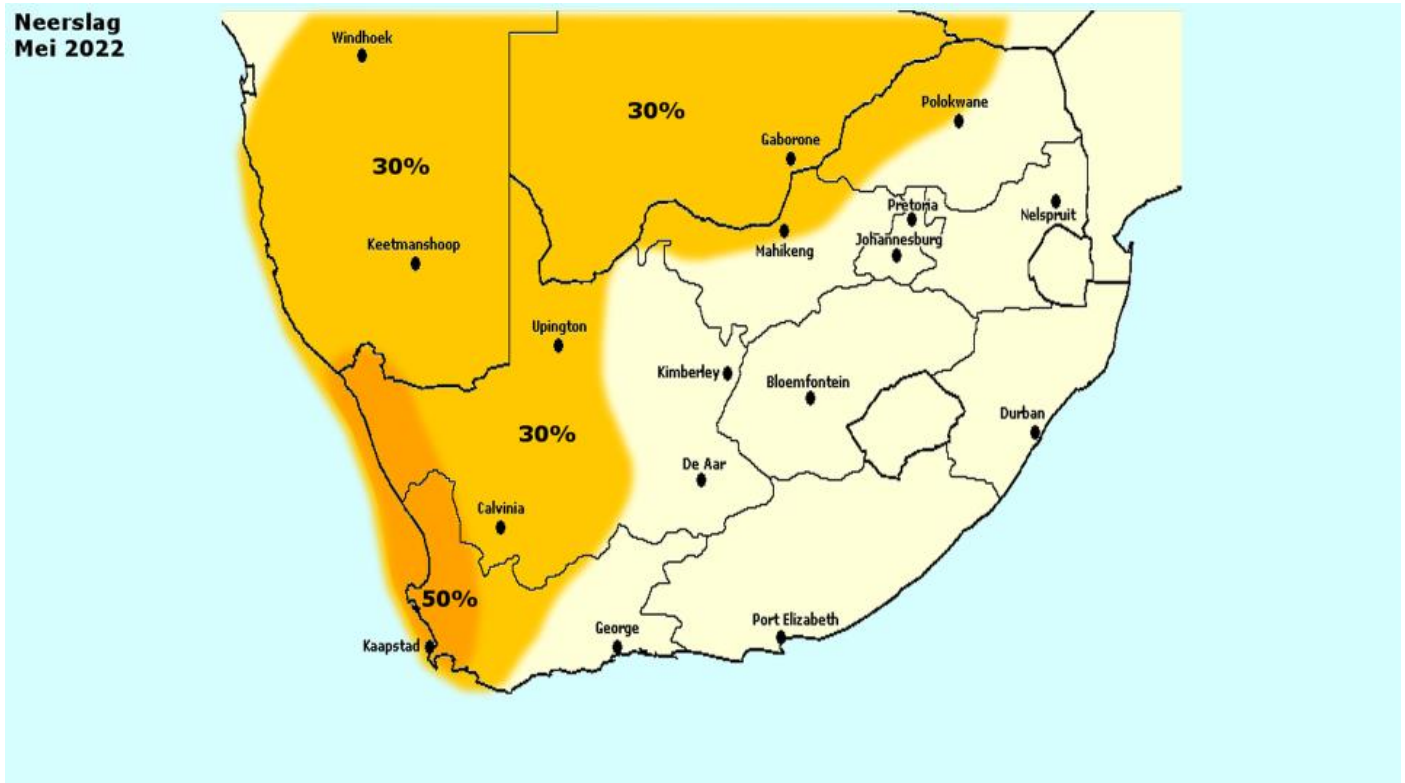 Neerslag
Mei 2022
Windhoek
30%
Polokwane
Gaborone
30%
Pretoria
Nelspruit
Keetmanshoop
Johannesburg
Mahikeng
Upington
Kimberley
Bloemfontein
Durban
30%
De Aar
Calvinia
50%
Port Elizabeth
George
Kaapstad